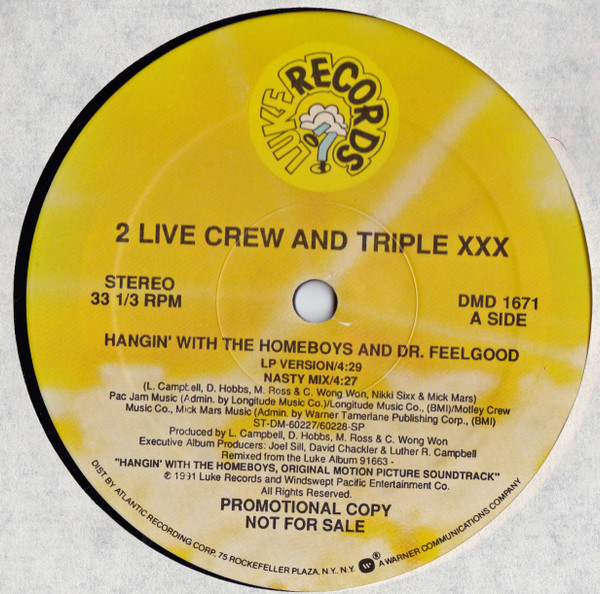 LUKE RECORDS
2 LIVE CREW AND TRIPLE XXX
STEREO
33 1/3 RPM
DMD 1671
A SIDE
HANGIN' WITH THE HOMEBOYS AND DR. FEELGOOD
LP VERSION/4:29
NASTY MIX/4:27
(L. Campbell, D. Hobbs, M. Ross & C. Wong Won, Nikki Sixx & Mick Mars)
Pac Jam Music (Admin. by Longitude Music Co.)/Longitude Music Co., (BMI)/Motley Crew
Music Co., Mick Mars Music (Admin. by Warner Tamerlane Publishing Corp., (BMI)
ST-DM-60227/60228-SP
Produced by L. Campbell, D. Hobbs, M. Ross & C. Wong Won
Executive Album Producers: Joel Sill, David Chackler & Luther R. Campbell
Remixed from the Luke Album 91663 -
"HANGIN' WITH THE HOMEBOYS, ORIGINAL MOTION PICTURE SOUNDTRACK"
℗ 1991 Luke Records and Windswept Pacific Entertainment Co.
All Rights Reserved.
PROMOTIONAL COPY
NOT FOR SALE
DIST BY ATLANTIC RECORDING CORP. 75 ROCKEFELLER PLAZA, N.Y., N.Y. ® A WARNER COMMUNICATIONS COMPANY